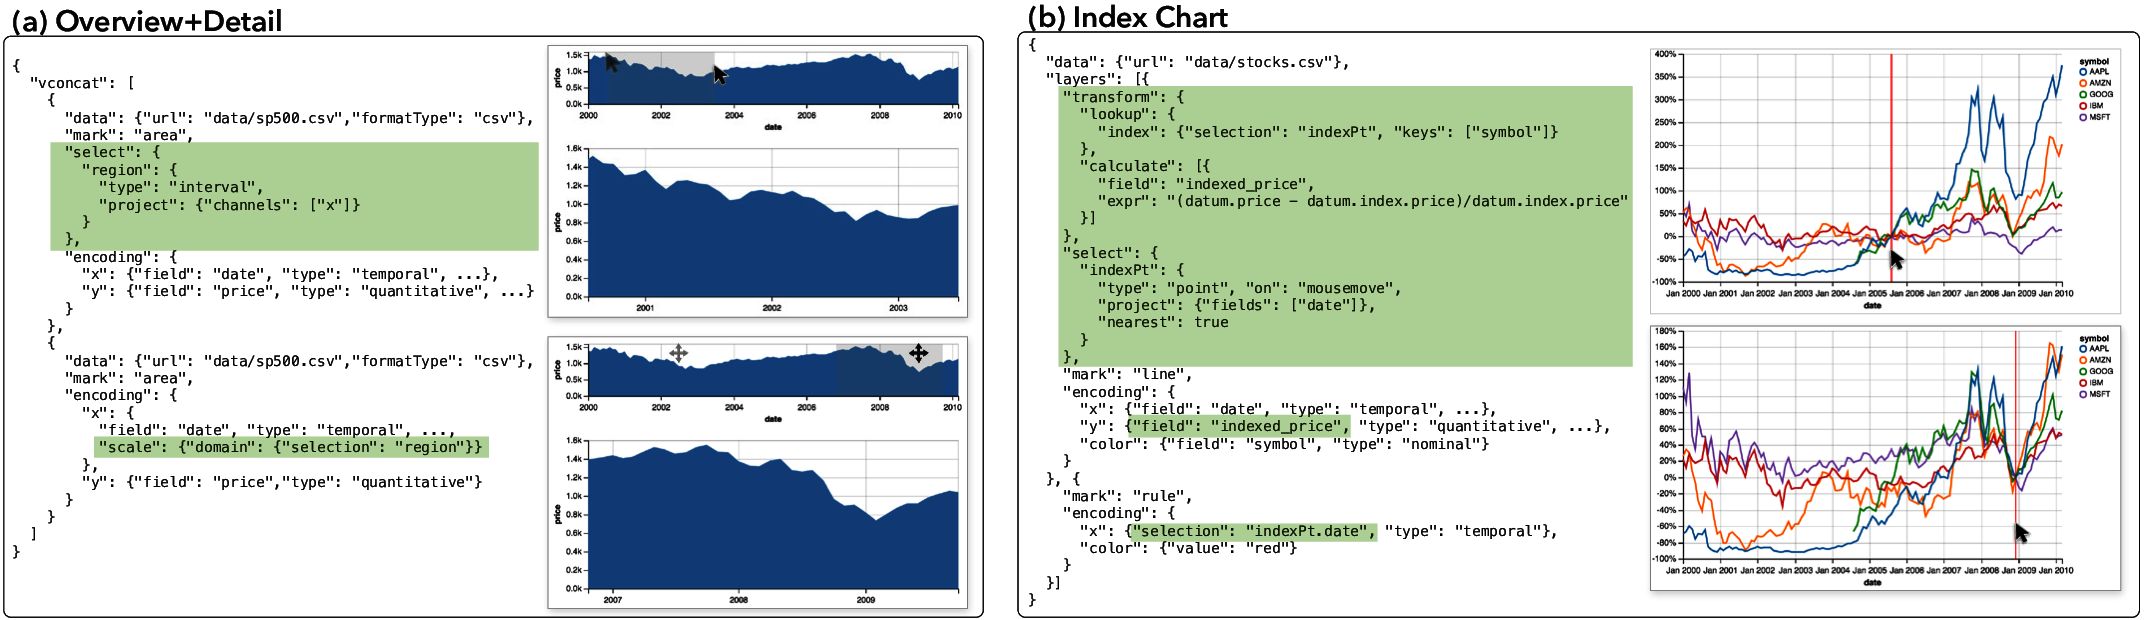 (a) Overview+Detail
{
"vconcat": [
{
"data": {"url": "data/sp500.csv","formatType": "csv"},
"mark": "area",
"select": {
"region": {
"type": "interval",
"project": {"channels": ["x"]}
}
},
"encoding": {
"x": {"field": "date", "type": "temporal", ...},
"y": {"field": "price", "type": "quantitative", ...}
}
},
{
"data": {"url": "data/sp500.csv","formatType": "csv"},
"mark": "area",
"encoding": {
"x": {
"field": "date", "type": "temporal", ...,
"scale": {"domain": {"selection": "region"}}
},
"y": {"field": "price","type": "quantitative"}
}
}
]
}
1.5k
1.0k
0.5k
0.0k
price
2000 2002 2004 2006 2008 2010
date
1.6k
1.4k
1.2k
1.0k
0.8k
0.6k
0.4k
0.2k
0.0k
price
2001 2002 2003
1.5k
1.0k
0.5k
0.0k
price
2000 2002 2004 2006 2008 2010
date
1.6k
1.4k
1.2k
1.0k
0.8k
0.6k
0.4k
0.2k
0.0k
price
2007 2008 2009
(b) Index Chart
{
"data": {"url": "data/stocks.csv"},
"layers": [{
"transform": {
"lookup": {
"index": {"selection": "indexPt", "keys": ["symbol"]}
},
"calculate": [{
"field": "indexed_price",
"expr": "(datum.price - datum.index.price)/datum.index.price"
}]
},
"select": {
"indexPt": {
"type": "point", "on": "mousemove",
"project": {"fields": ["date"]},
"nearest": true
}
},
"mark": "line",
"encoding": {
"x": {"field": "date", "type": "temporal", ...},
"y": {"field": "indexed_price", "type": "quantitative", ...},
"color": {"field": "symbol", "type": "nominal"}
}
}, {
"mark": "rule",
"encoding": {
"x": {"selection": "indexPt.date", "type": "temporal"},
"color": {"value": "red"}
}
}]
}
400%
350%
300%
250%
200%
150%
100%
50%
0%
-50%
-100%
Jan 2000 Jan 2001 Jan 2002 Jan 2003 Jan 2004 Jan 2005 Jan 2006 Jan 2007 Jan 2008 Jan 2009 Jan 2010
date
symbol
AAPL
AMZN
GOOG
IBM
MSFT
180%
160%
140%
120%
100%
80%
60%
40%
20%
0%
-20%
-40%
-60%
-80%
-100%
Jan 2000 Jan 2001 Jan 2002 Jan 2003 Jan 2004 Jan 2005 Jan 2006 Jan 2007 Jan 2008 Jan 2009 Jan 2010
date
symbol
AAPL
AMZN
GOOG
IBM
MSFT